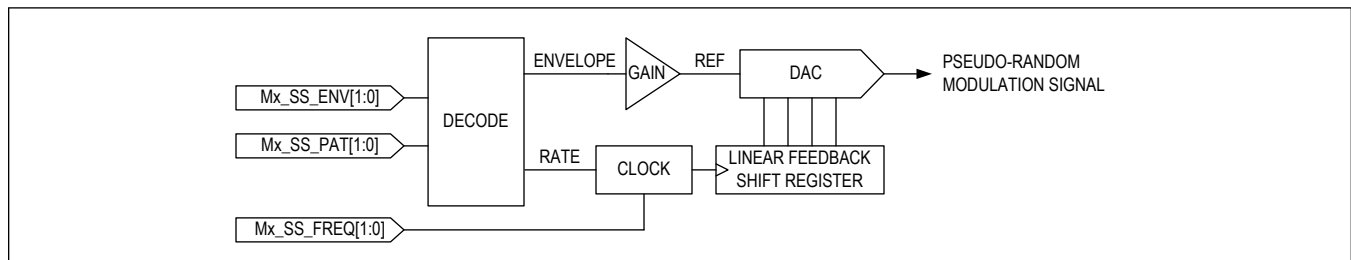 ENVELOPE
GAIN
REF
DAC
PSEUDO-RANDOM
MODULATION SIGNAL
Mx_SS_ENV[1:0]
DECODE
Mx_SS_PAT[1:0]
RATE
CLOCK
LINEAR FEEDBACK
SHIFT REGISTER
Mx_SS_FREQ[1:0]